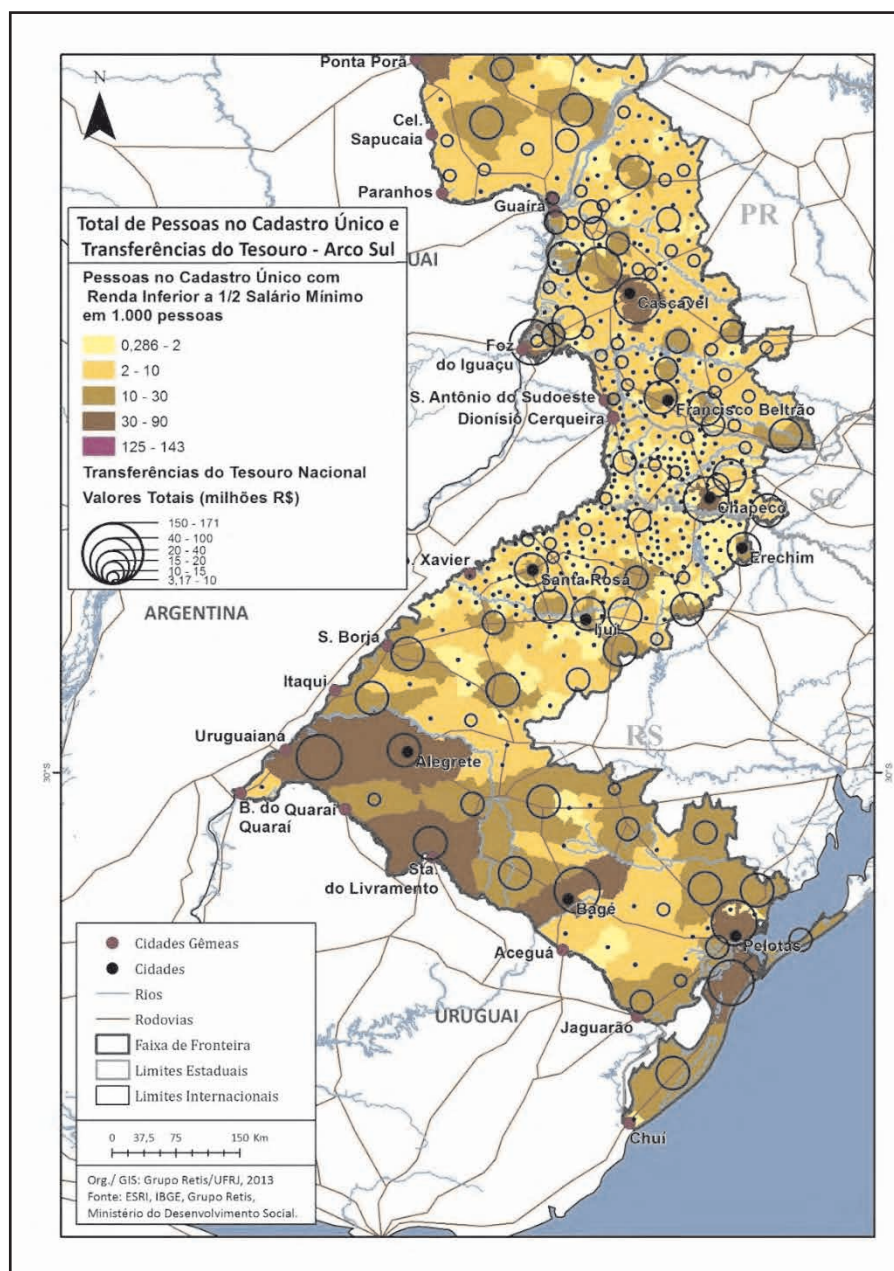 Ponta Porã
N
Cel.
Sapucaia
Paranhos
Guaíra
PR
Total de Pessoas no Cadastro Único e
Transferências do Tesouro - Arco Sul
UAI
Pessoas no Cadastro Único com
Renda Inferior a 1/2 Salário Mínimo
em 1.000 pessoas
0,286 - 2
2 - 10
10 - 30
30 - 90
125 - 143
Transferências do Tesouro Nacional
Valores Totais (milhões R$)
150 - 171
40 - 100
20 - 40
15 - 20
10 - 15
3,17 - 10
Cascavel
Foz
do Iguaçu
S. Antônio do Sudoeste
Francisco Beltrão
Dionísio Cerqueira
SC
Chapecó
Erechim
. Xavier
Santa Rosa
Ijuí
ARGENTINA
S. Borja
Itaqui
RS
Uruguaiana
Alegrete
30°S
30°S
B. do
Quaraí
Quaraí
Sta.
do Livramento
Bagé
Pelotas
Aceguá
URUGUAI
Jaguarão
Chuí
Cidades Gêmeas
Cidades
Rios
Rodovias
Faixa de Fronteira
Limites Estaduais
Limites Internacionais
0 37,5 75 150 Km
Org./ GIS: Grupo Retis/UFRJ, 2013
Fonte: ESRI, IBGE, Grupo Retis,
Ministério do Desenvolvimento Social.